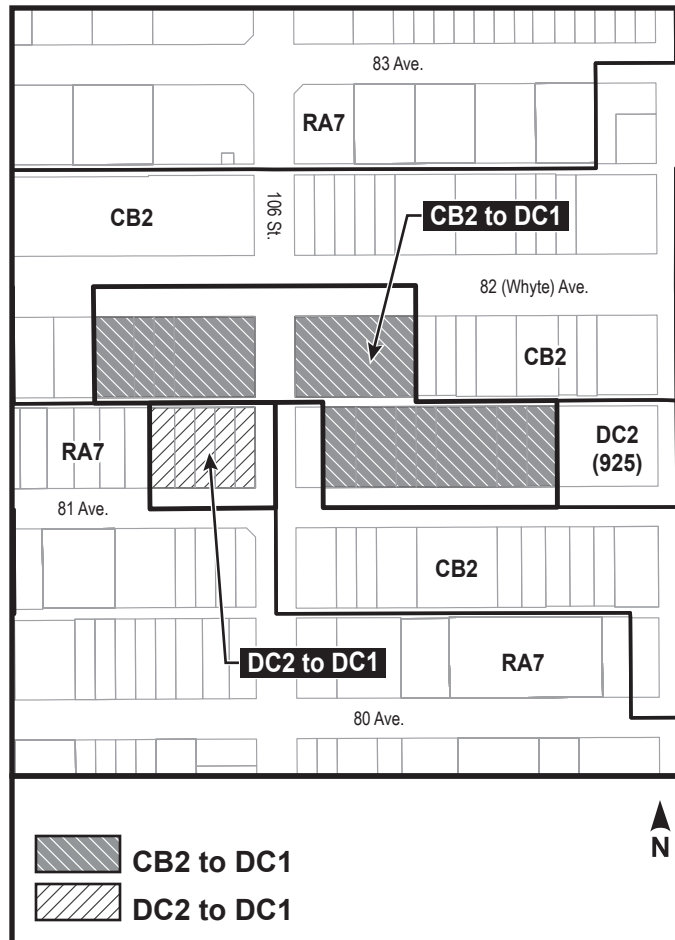 83 Ave.
RA7
CB2
106 St.
CB2 to DC1
82 (Whyte) Ave.
CB2
RA7
DC2
(925)
81 Ave.
CB2
DC2 to DC1
RA7
80 Ave.
N
CB2 to DC1
DC2 to DC1